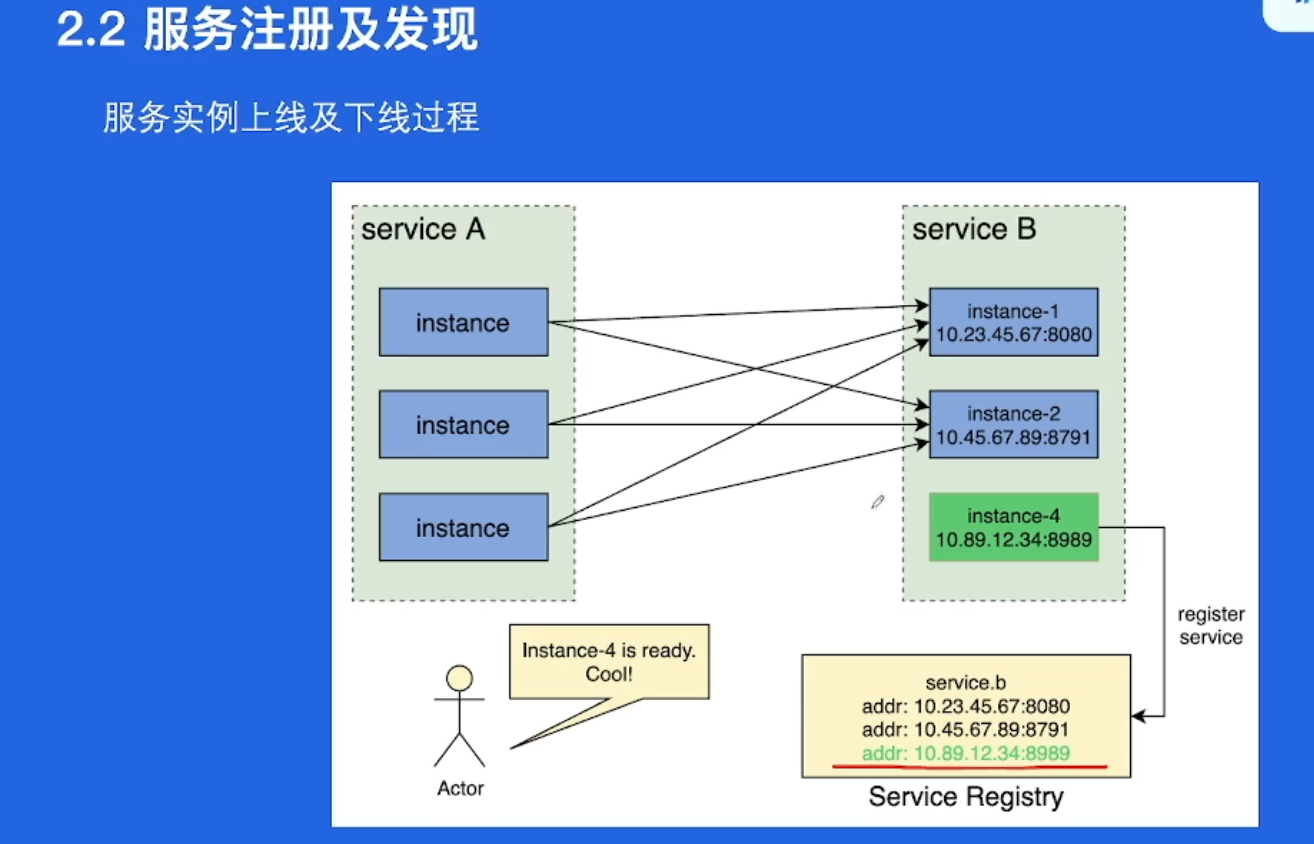 2.2 服务注册及发现
服务实例上线及下线过程
service A
instance
instance
instance
service B
instance-1
10.23.45.67:8080
instance-2
10.45.67.89:8791
instance-4
10.89.12.34:8989
register
service
Instance-4 is ready.
Cool!
Actor
service.b
addr: 10.23.45.67:8080
addr: 10.45.67.89:8791
addr: 10.89.12.34:8989
Service Registry